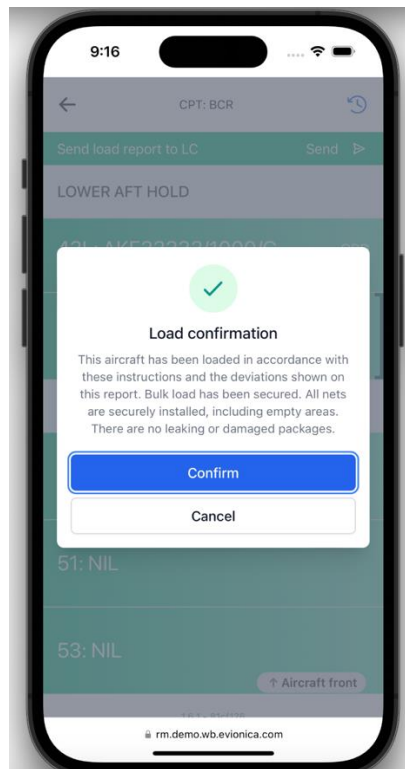 9:16
CPT: BCR
Send load report to LC Send
LOWER AFT HOLD
Load confirmation
This aircraft has been loaded in accordance with
these instructions and the deviations shown on
this report. Bulk load has been secured. All nets
are securely installed, including empty areas.
There are no leaking or damaged packages.
Confirm
Cancel
51: NIL
53: NIL
↑ Aircraft front
rm.demo.wb.evionica.com